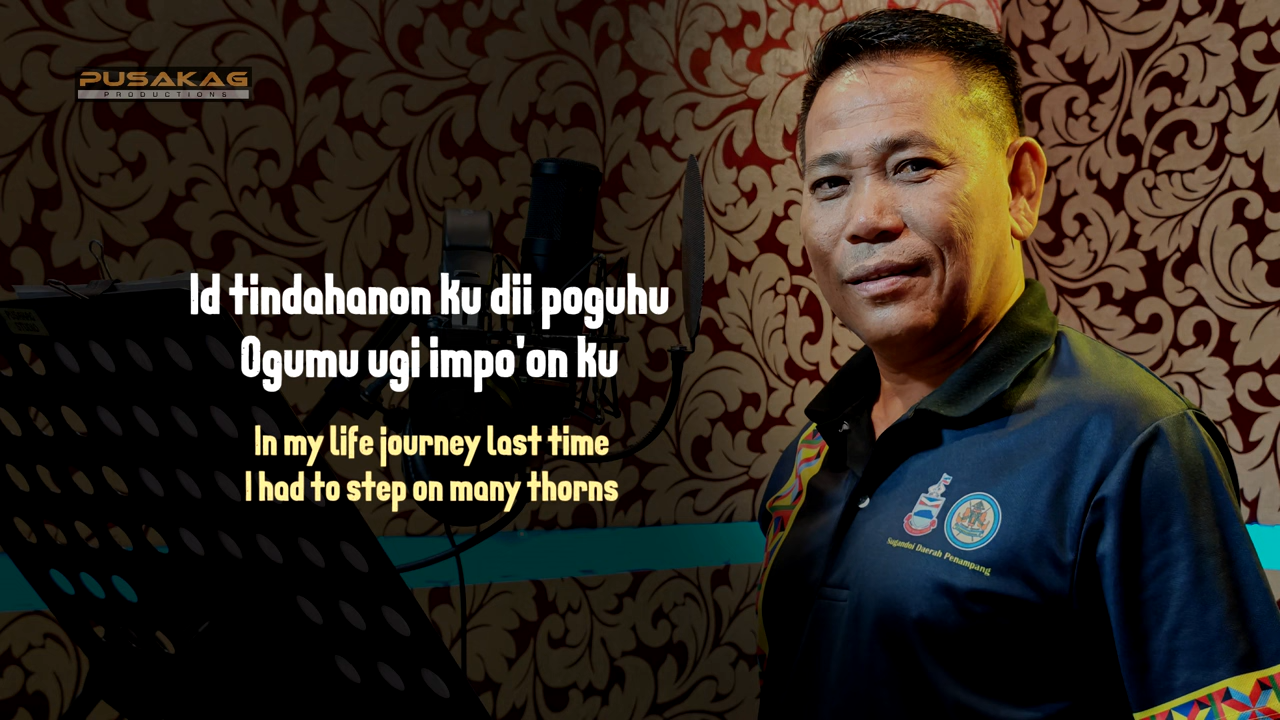 PUSAKAG
PRODUCTIONS
Id tindahanon ku dii poguhu
Ogumu ugi impo'on ku
In my life journey last time
I had to step on many thorns
Sugandoi Daerah Penampang